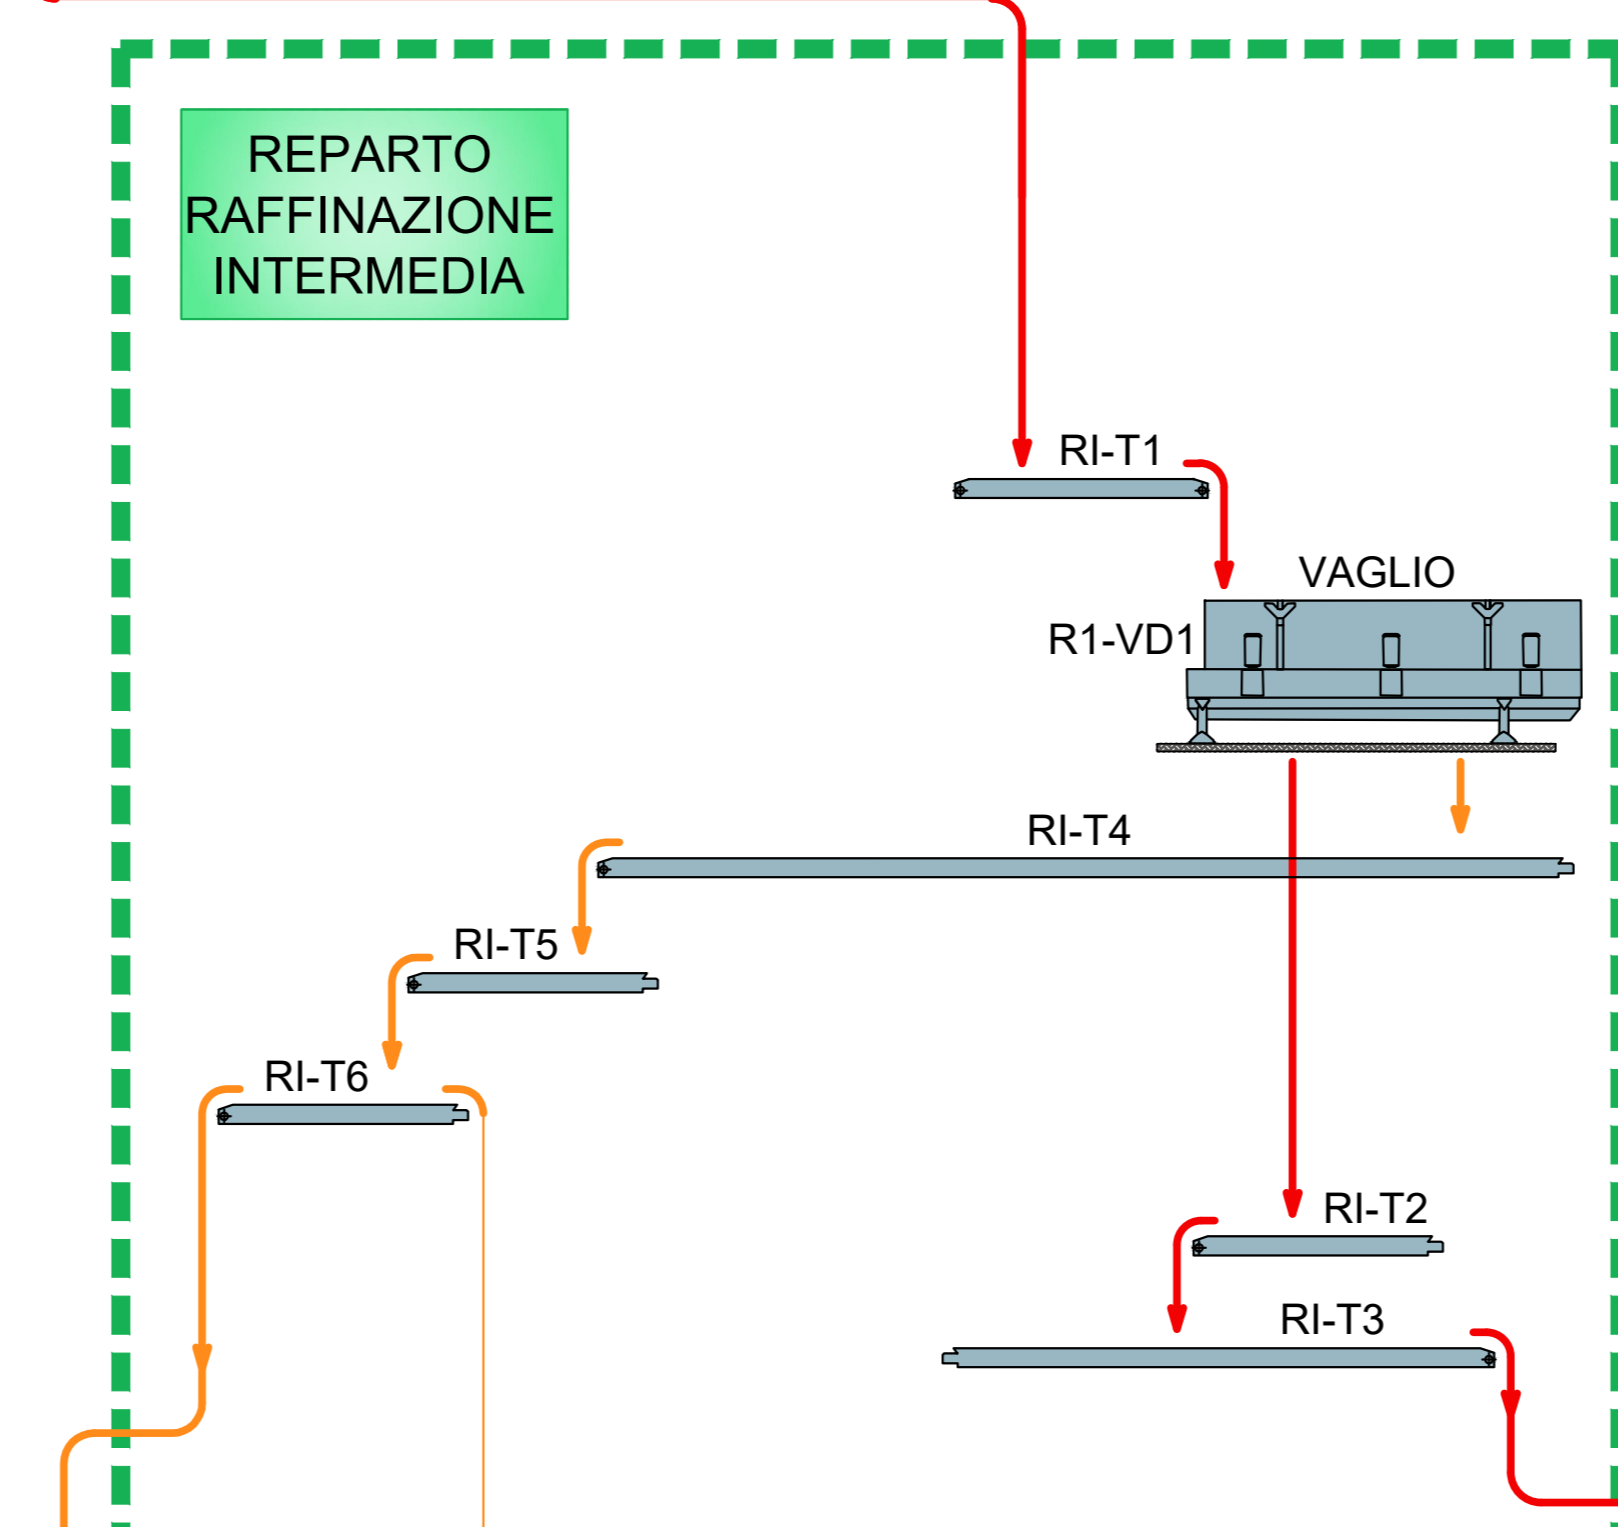 REPARTO
RAFFINAZIONE
INTERMEDIA
RI-T1
VAGLIO
R1-VD1
RI-T4
RI-T5
RI-T6
RI-T2
RI-T3